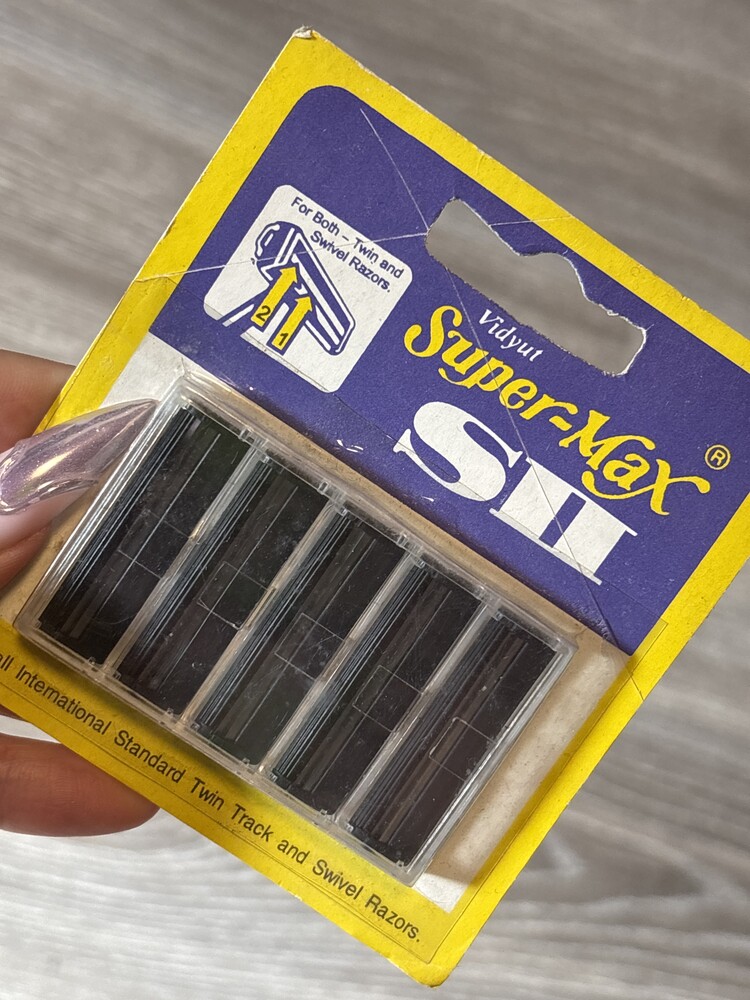 For Both - Twin and
Swivel Razors.
2
1
Vidyut
Super-Max ®
SII
all International Standard Twin Track and Swivel Razors.